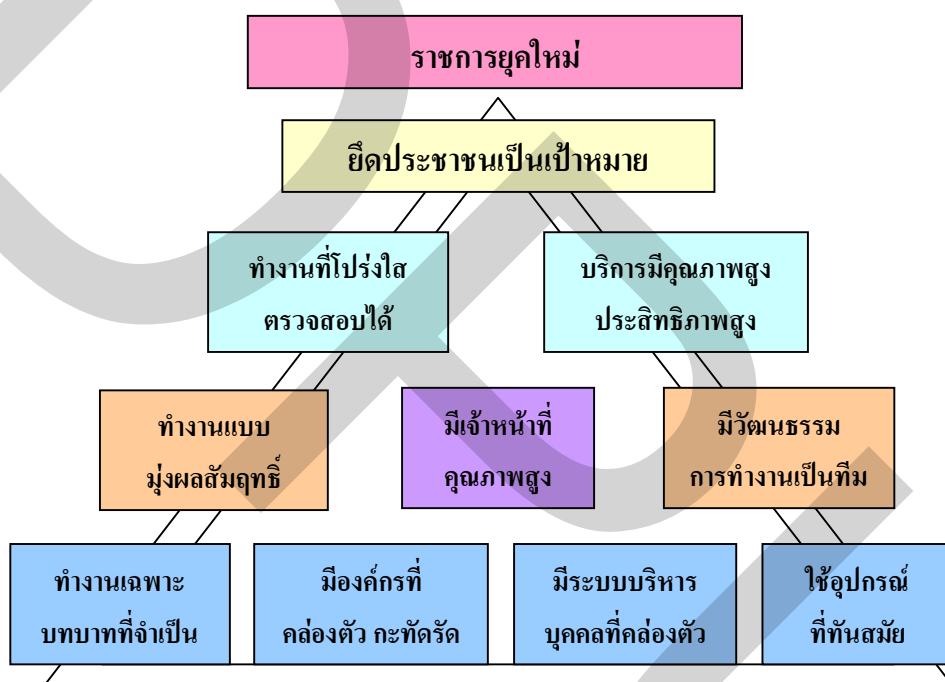 ราชการยุคใหม่
ยึดประชาชนเป็นเป้าหมาย
ทำงานที่โปร่งใส
ตรวจสอบได้
บริการมีคุณภาพสูง
ประสิทธิภาพสูง
ทำงานแบบ
มุ่งผลสัมฤทธิ์
มีเจ้าหน้าที่
คุณภาพสูง
มีวัฒนธรรม
การทำงานเป็นทีม
ทำงานเฉพาะ
บทบาทที่จำเป็น
มีองค์กรที่
คล่องตัว กะทัดรัด
มีระบบบริหาร
บุคคลที่คล่องตัว
ใช้อุปกรณ์
ที่ทันสมัย